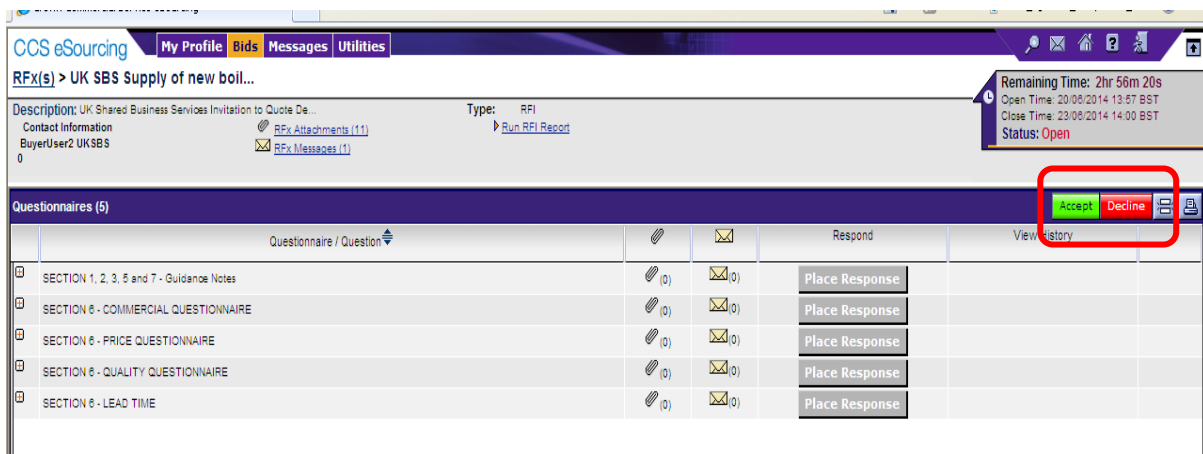 CCS eSourcing My Profile Bids Messages Utilities
RFx(s) > UK SBS Supply of new boil...
Remaining Time: 2hr 56m 20s
Open Time: 20/06/2014 13:57 BST
Close Time: 23/06/2014 14:00 BST
Status: Open
Description: UK Shared Business Services Invitation to Quote De...
Type: RFI
Contact Information
RFx Attachments (11)
Run RFI Report
BuyerUser2 UKSBS
RFx Messages (1)
0
Questionnaires (5)
Accept Decline
Questionnaire / Question Respond View History
SECTION 1, 2, 3, 5 and 7 - Guidance Notes (0) (0) Place Response
SECTION 6 - COMMERCIAL QUESTIONNAIRE (0) (0) Place Response
SECTION 6 - PRICE QUESTIONNAIRE (0) (0) Place Response
SECTION 6 - QUALITY QUESTIONNAIRE (0) (0) Place Response
SECTION 6 - LEAD TIME (0) (0) Place Response